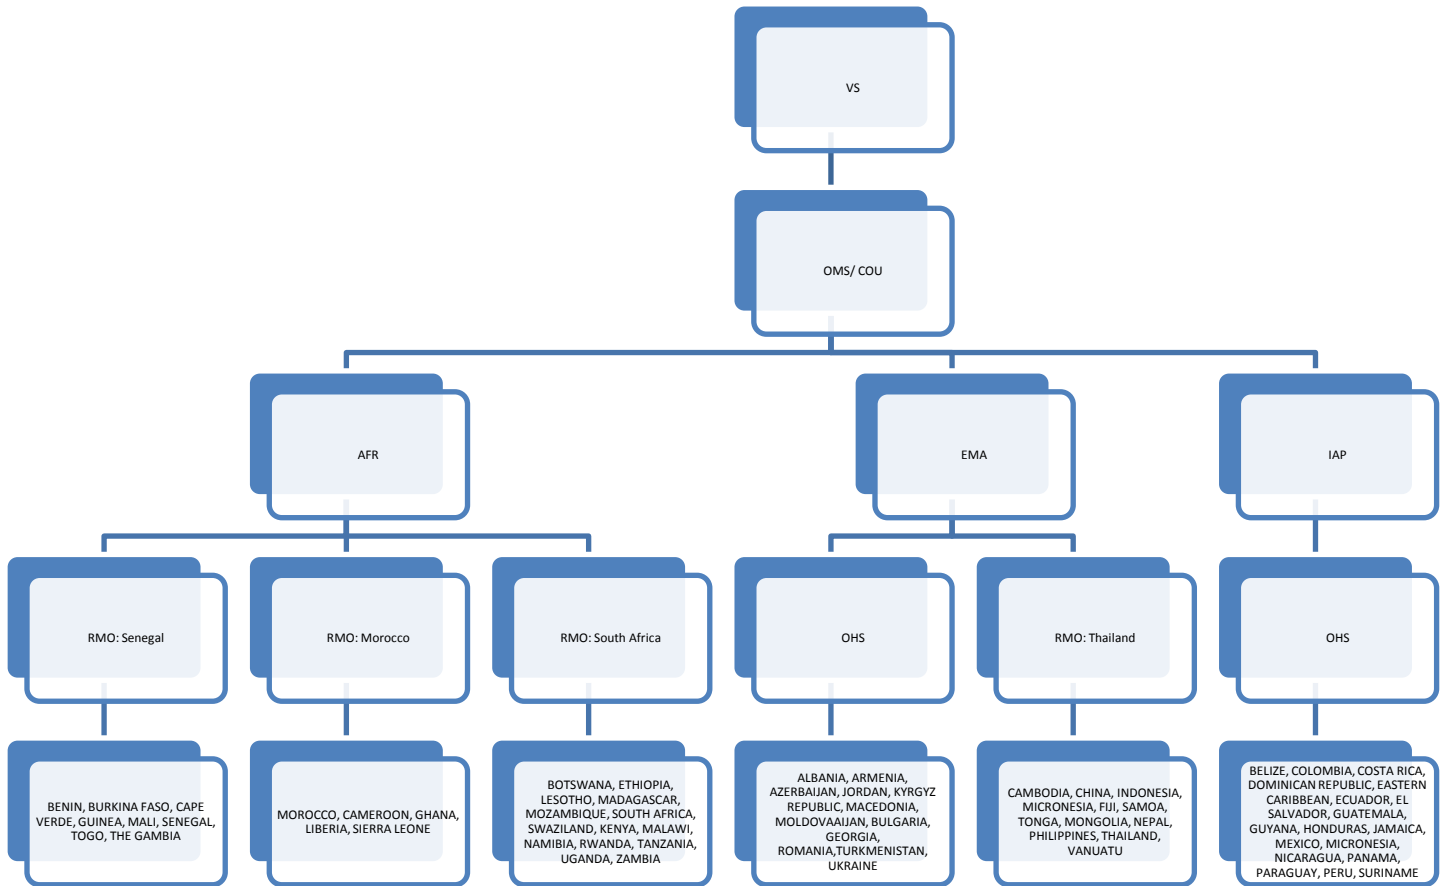 VS
OMS/ COU
AFR
EMA
IAP
RMO: Senegal
RMO: Morocco
RMO: South Africa
OHS
RMO: Thailand
OHS
BENIN, BURKINA FASO, CAPE
VERDE, GUINEA, MALI, SENEGAL,
TOGO, THE GAMBIA
MOROCCO, CAMEROON, GHANA,
LIBERIA, SIERRA LEONE
BOTSWANA, ETHIOPIA,
LESOTHO, MADAGASCAR,
MOZAMBIQUE, SOUTH AFRICA,
SWAZILAND, KENYA, MALAWI,
NAMIBIA, RWANDA, TANZANIA,
UGANDA, ZAMBIA
ALBANIA, ARMENIA,
AZERBAIJAN, JORDAN, KYRGYZ
REPUBLIC, MACEDONIA,
MOLDOVAAIJAN, BULGARIA,
GEORGIA,
ROMANIA,TURKMENISTAN,
UKRAINE
CAMBODIA, CHINA, INDONESIA,
MICRONESIA, FIJI, SAMOA,
TONGA, MONGOLIA, NEPAL,
PHILIPPINES, THAILAND,
VANUATU
BELIZE, COLOMBIA, COSTA RICA,
DOMINICAN REPUBLIC, EASTERN
CARIBBEAN, ECUADOR, EL
SALVADOR, GUATEMALA,
GUYANA, HONDURAS, JAMAICA,
MEXICO, MICRONESIA,
NICARAGUA, PANAMA,
PARAGUAY, PERU, SURINAME